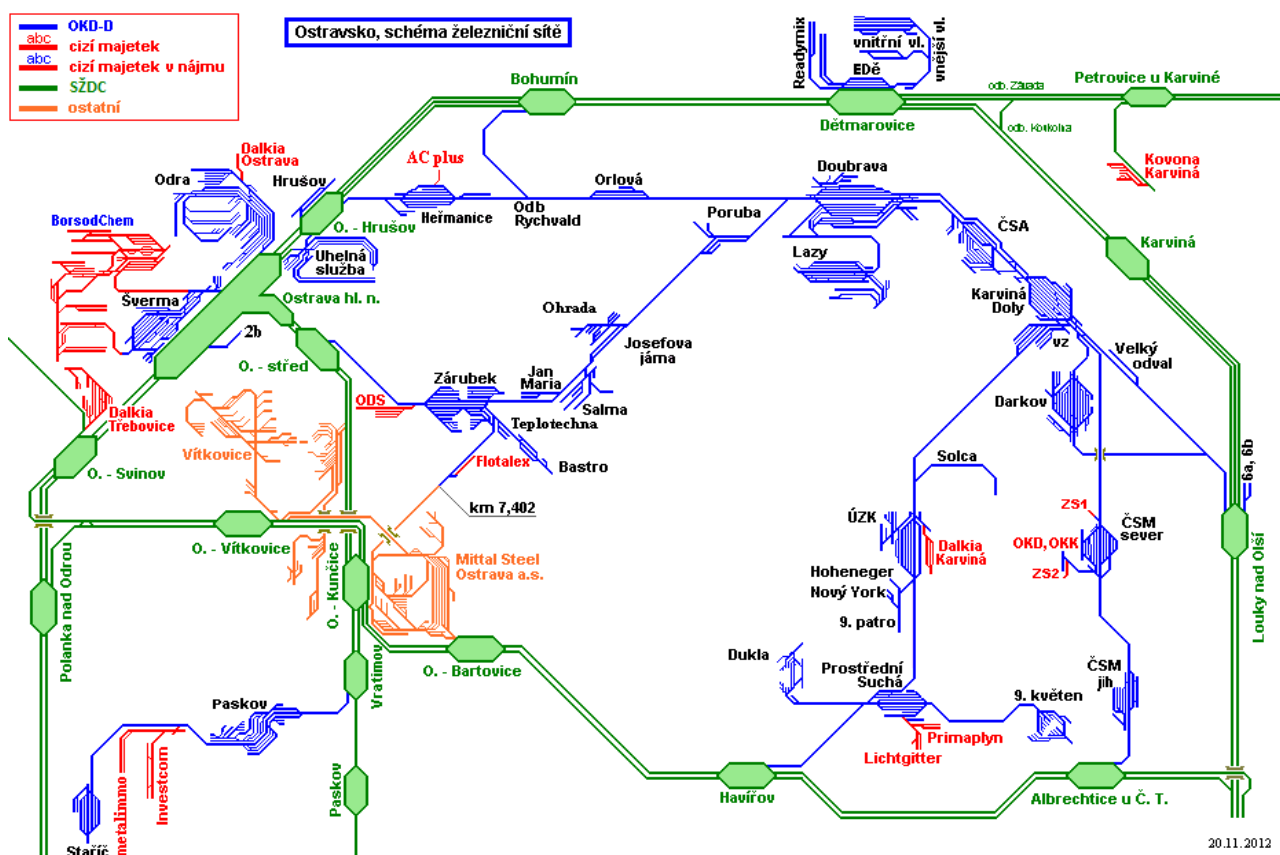 OKD-D
abc
cizí majetek
abc
cizí majetek v nájmu
SŽDC
ostatní
Ostravsko, schéma železniční sítě
Readymix
vnitřní vl.
vnější vl.
EDě
Bohumín
Dětmarovice
odb. Závada
odb. Koukolná
Petrovice u Karviné
Kovona
Karviná
Dalkia
Ostrava
Odra
Hrušov
AC plus
Heřmanice
Odb
Rychvald
Orlová
Doubrava
Poruba
Lazy
ČSA
Karviná
BorsodChem
O. - Hrušov
Uhelná
služba
Šverma
Ostrava hl. n.
2b
O. - střed
Ohrada
Josefova
járna
Karviná
Doly
vz
Velký
odval
Zárubek
Jan
Maria
Salma
ODS
Teplotechna
Bastro
Darkov
Dalkia
Třebovice
Vítkovice
Flotalex
km 7,402
Solca
6a, 6b
O. - Svinov
O. - Vítkovice
ÚZK
Dalkia
Karviná
ZS1
ČSM
sever
OKD, OKK
ZS2
Mittal Steel
Ostrava a.s.
Hoheneger
Nový York
9. patro
Polanka nad Odrou
O. - Kunčice
Louky nad Olší
Vratimov
O. - Bartovice
Dukla
Prostřední
Suchá
9. květen
ČSM
jih
Paskov
Primaplyn
Lichtgitter
Paskov
Havířov
Albrechtice u Č. T.
Staříč
metalimmo
Investcom
20.11.2012